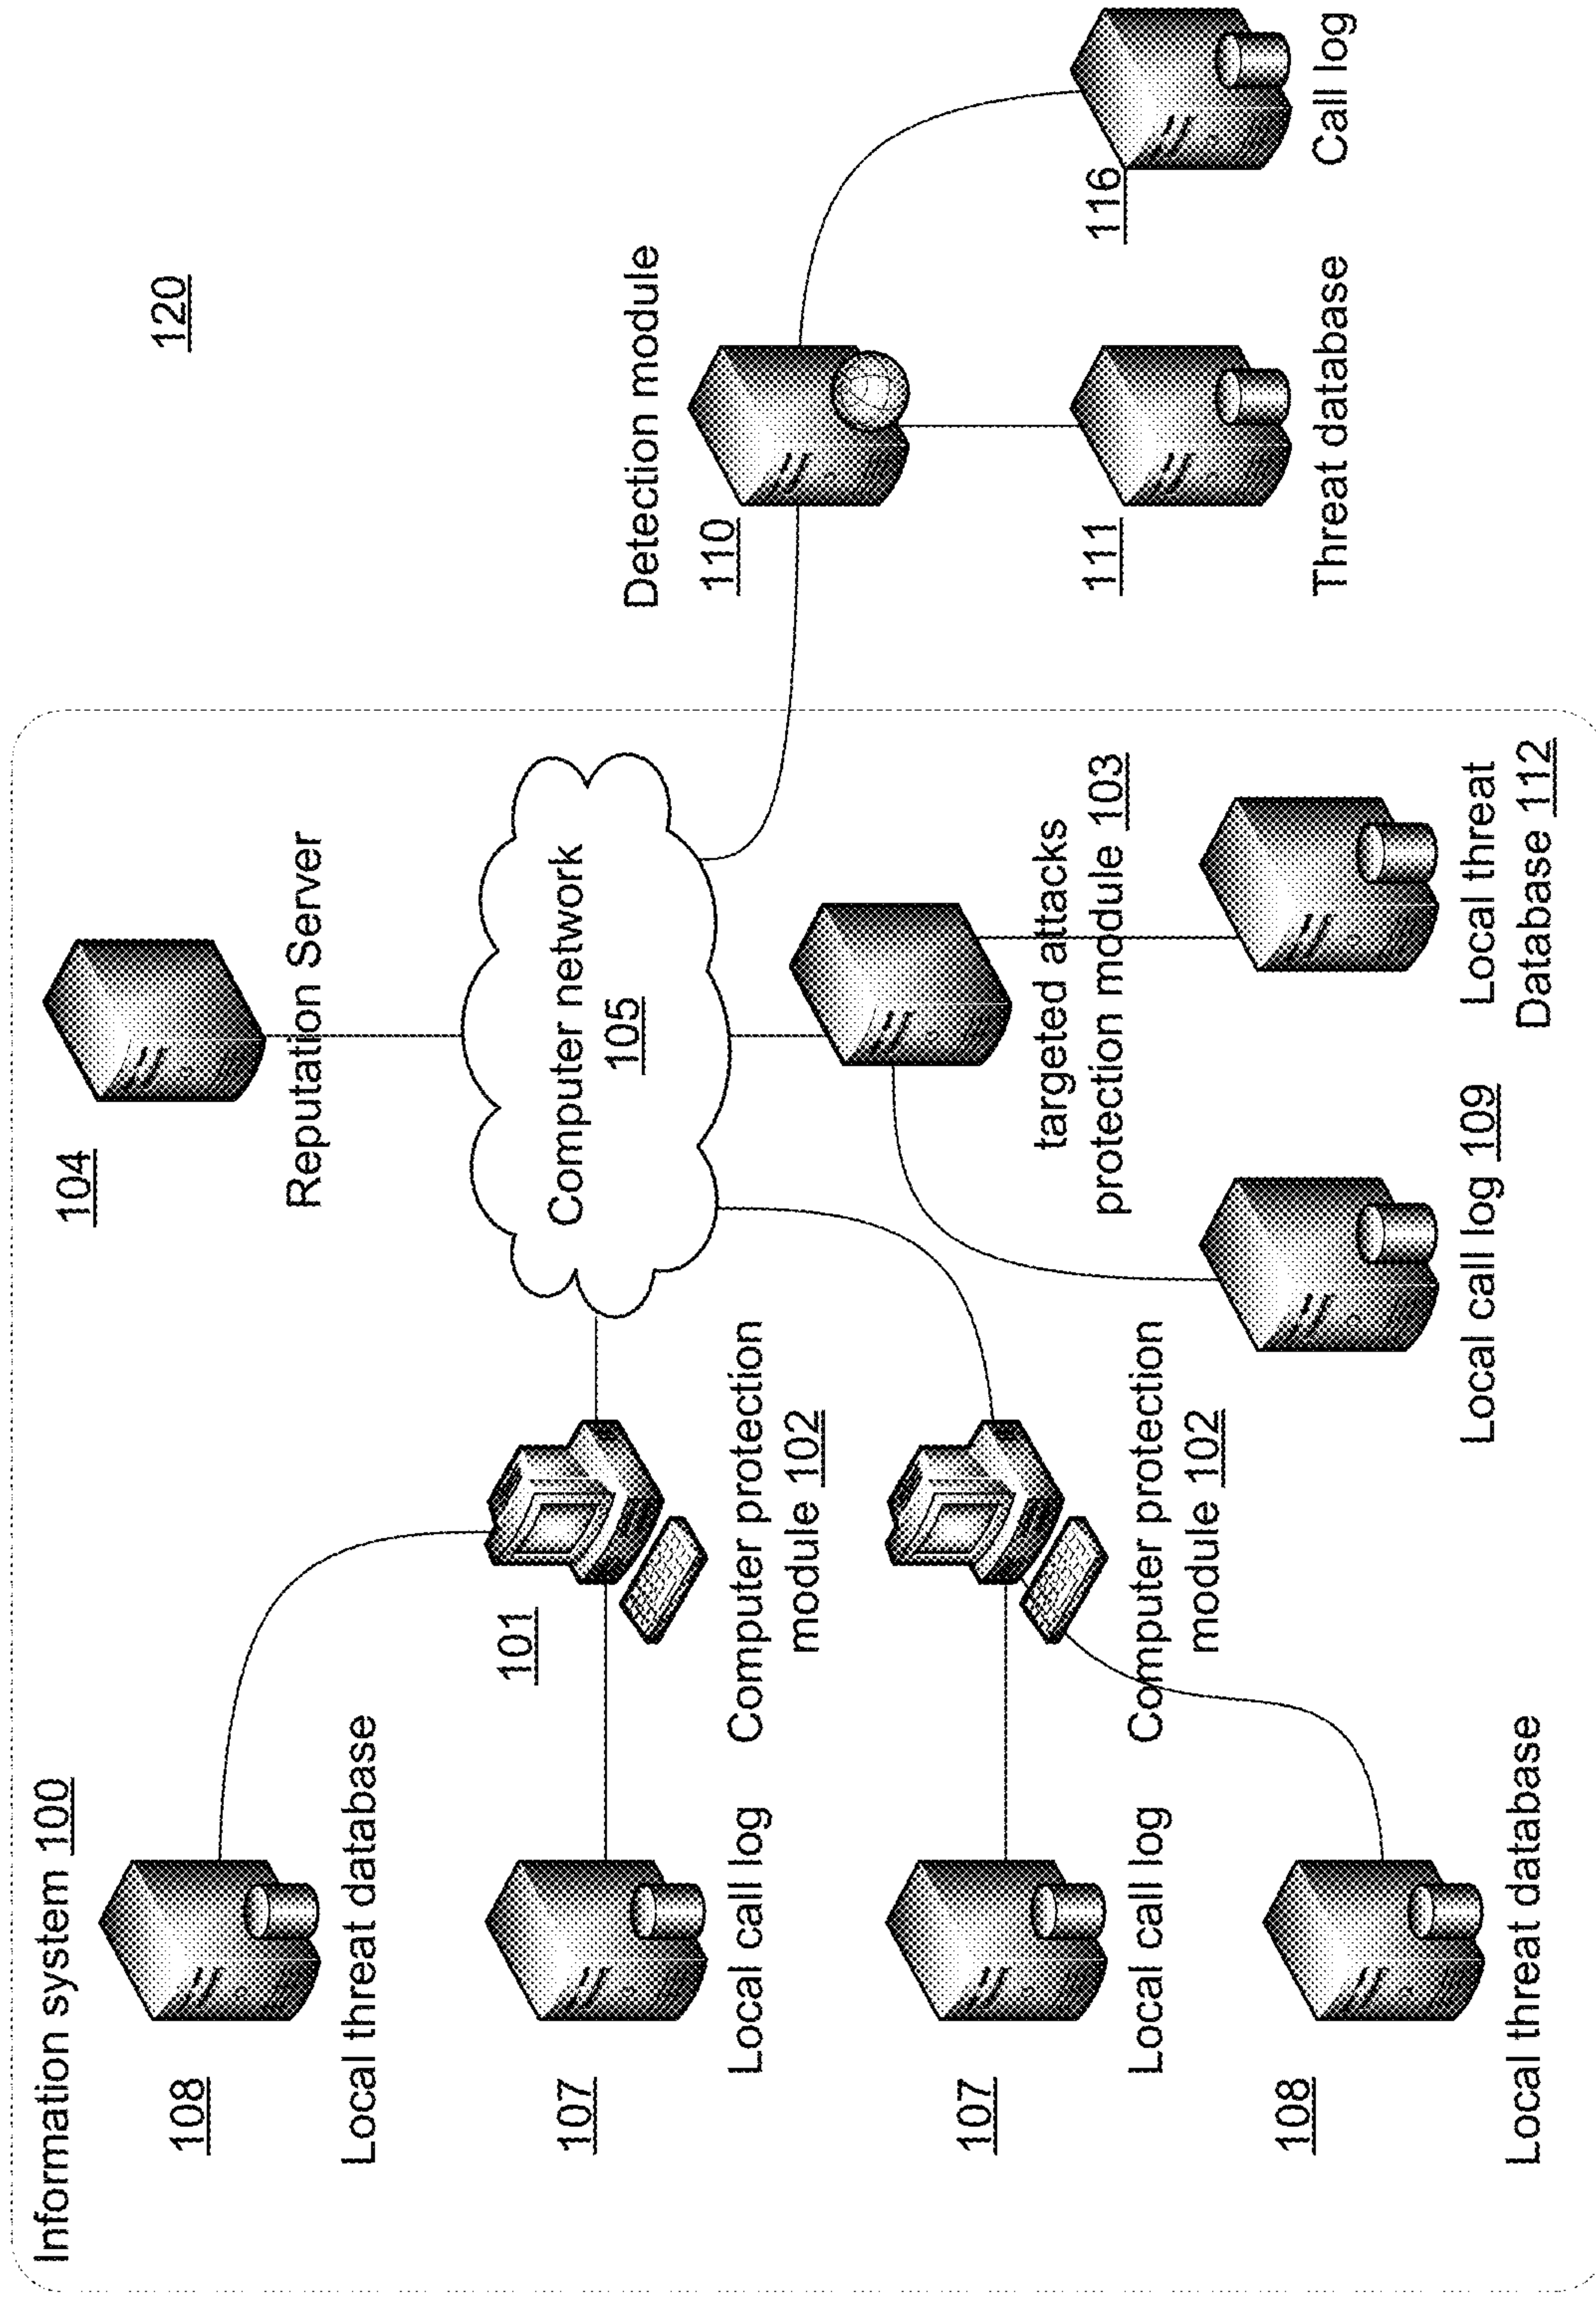 Information system 100
120
104
Reputation Server
108
Local threat database
Computer network
105
101
Computer protection
module 102
107
Local call log
Detection module
110
targeted attacks
protection module 103
Computer protection
module 102
107
Local call log
111
Threat database
116
Call log
108
Local threat database
Local call log 109
Local threat
Database 112